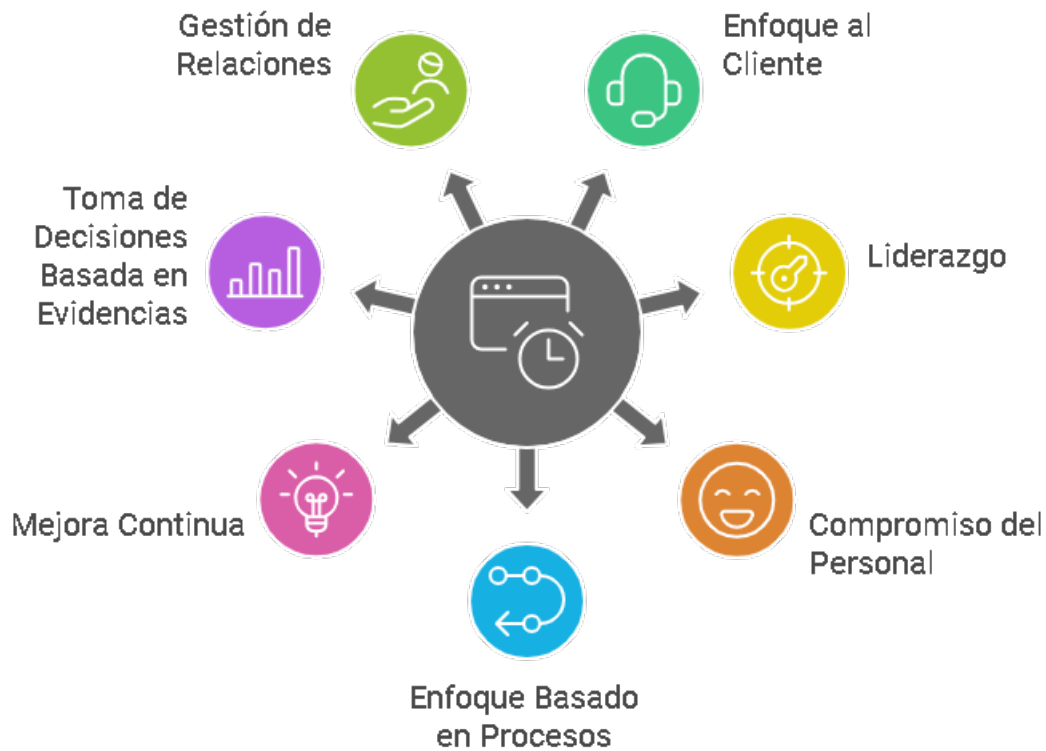 Gestión de
Relaciones
Enfoque al
Cliente
Toma de
Decisiones
Basada en
Evidencias
Liderazgo
Mejora Continua
Compromiso del
Personal
Enfoque Basado
en Procesos